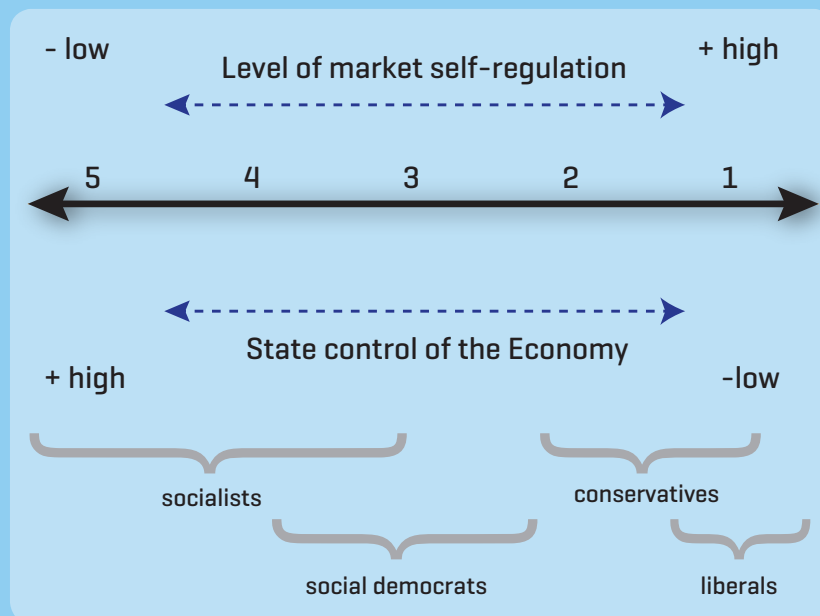 - low
+ high
Level of market self-regulation
5 4 3 2 1
State control of the Economy
+ high
-low
socialists
conservatives
social democrats
liberals